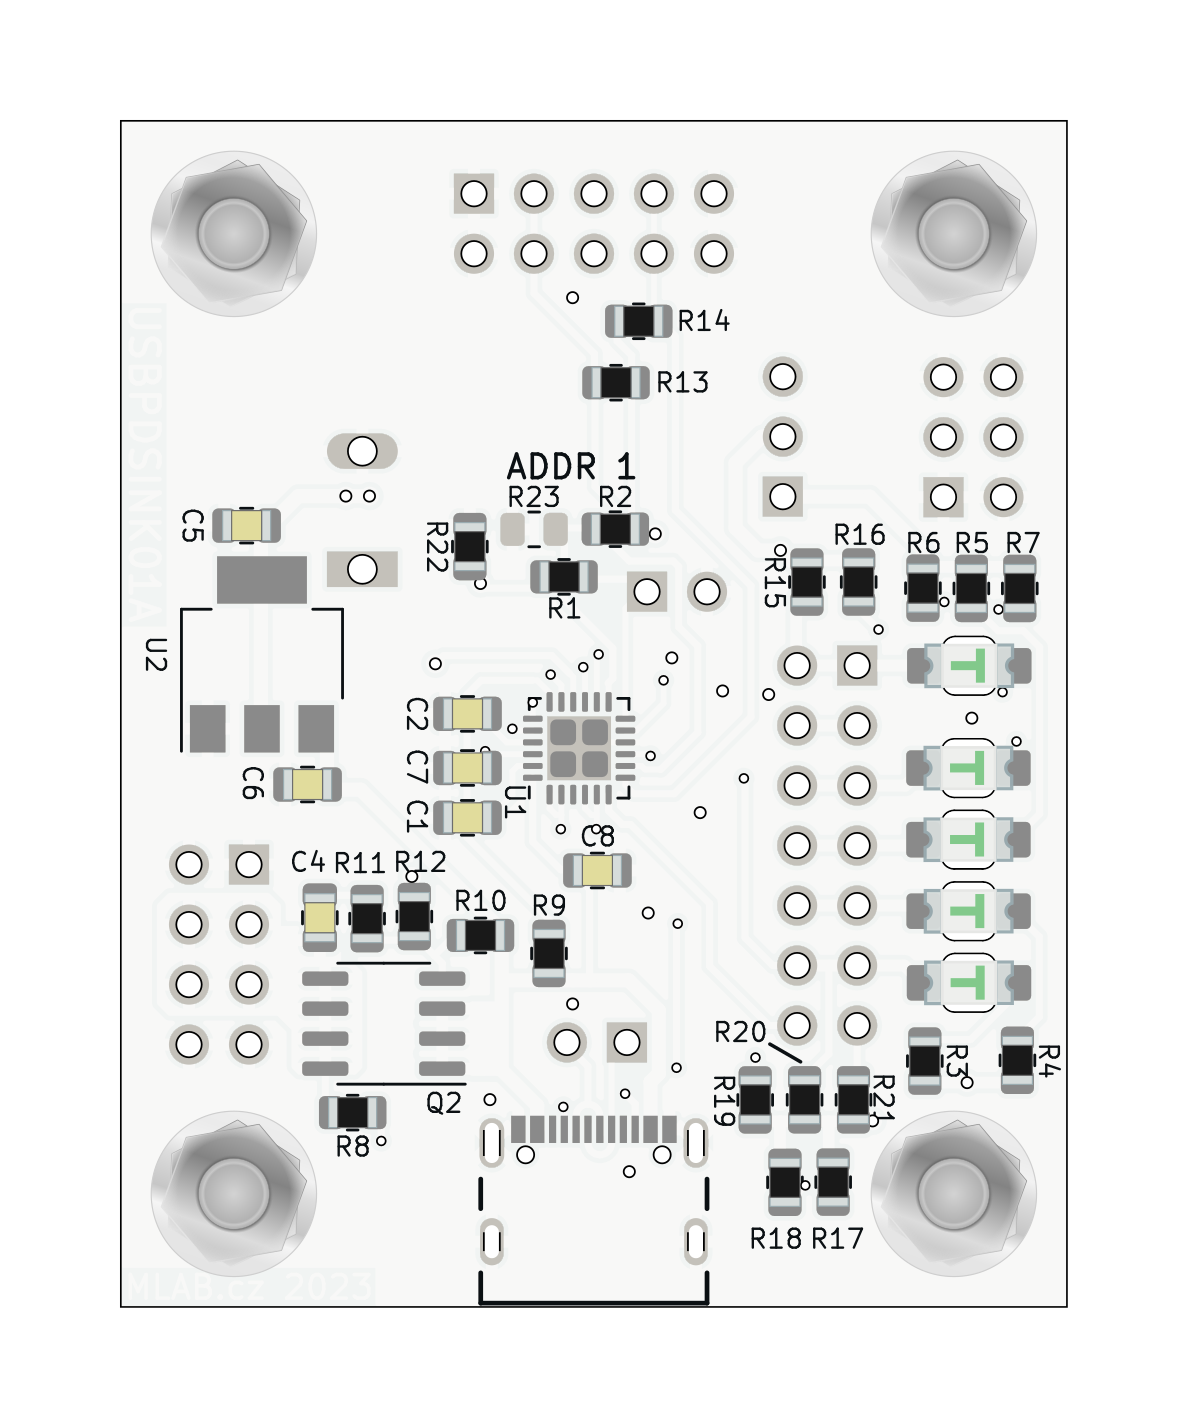 R14
R13
USBPDSINK01A
ADDR 1
R23
R2
C5
R22
R1
R16
R6
R5
R7
R15
U2
T
C2
C7
C6
C1
U1
T
C8
T
C4
R11
R12
R10
R9
T
T
R20
R3
R4
R19
R21
Q2
R8
R18
R17
MLAB.cz 2023